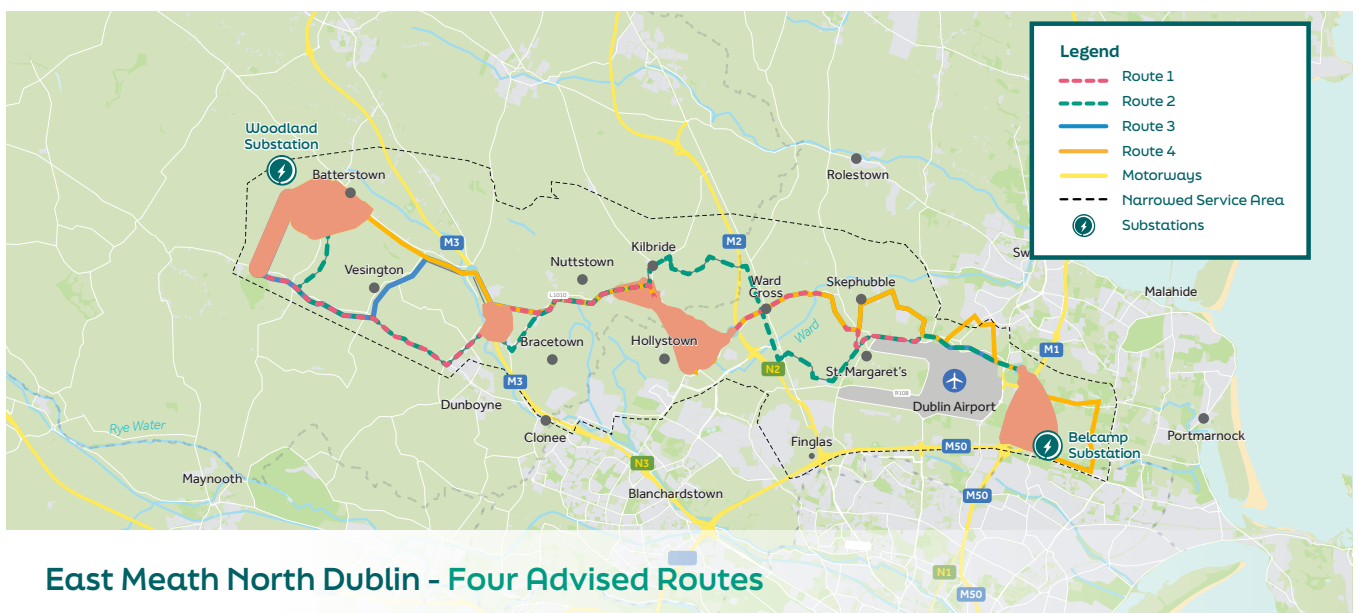 Legend
Route 1
Route 2
Route 3
Route 4
Motorways
Narrowed Service Area
Substations
Woodland
Substation
Batterstown
Rolestown
M3
M2
Kilbride
Sw
Nuttstown
Vesington
Ward
Cross
Skephubble
Malahide
L1010
Ward
Bracetown
Hollystown
M1
N2
St. Margaret's
M3
R108
Dublin Airport
Dunboyne
Clonee
Rye Water
Finglas
M50
Belcamp
Substation
Portmarnock
N3
Maynooth
Blanchardstown
M50
N1
M50
East Meath North Dublin - Four Advised Routes